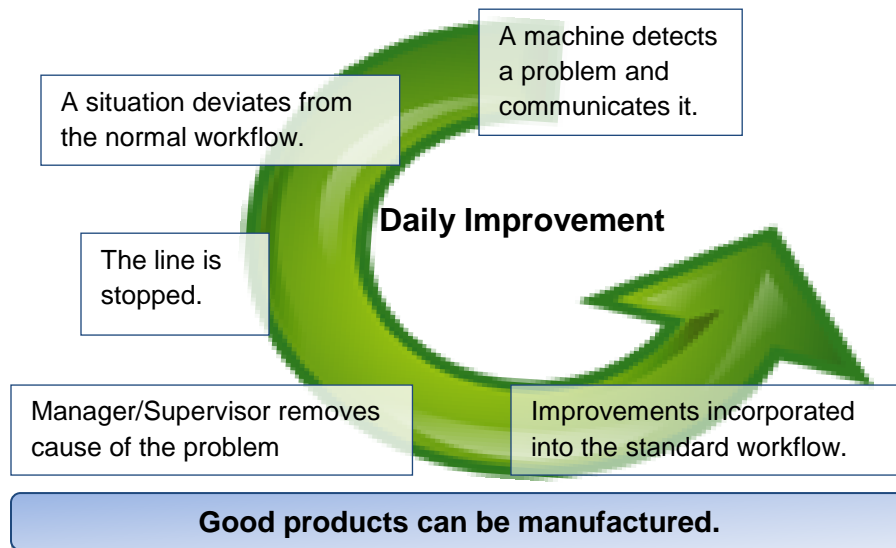 A machine detects
a problem and
communicates it.
A situation deviates from
the normal workflow.
Daily Improvement
The line is
stopped.
Manager/Supervisor removes
cause of the problem
Improvements incorporated
into the standard workflow.
Good products can be manufactured.